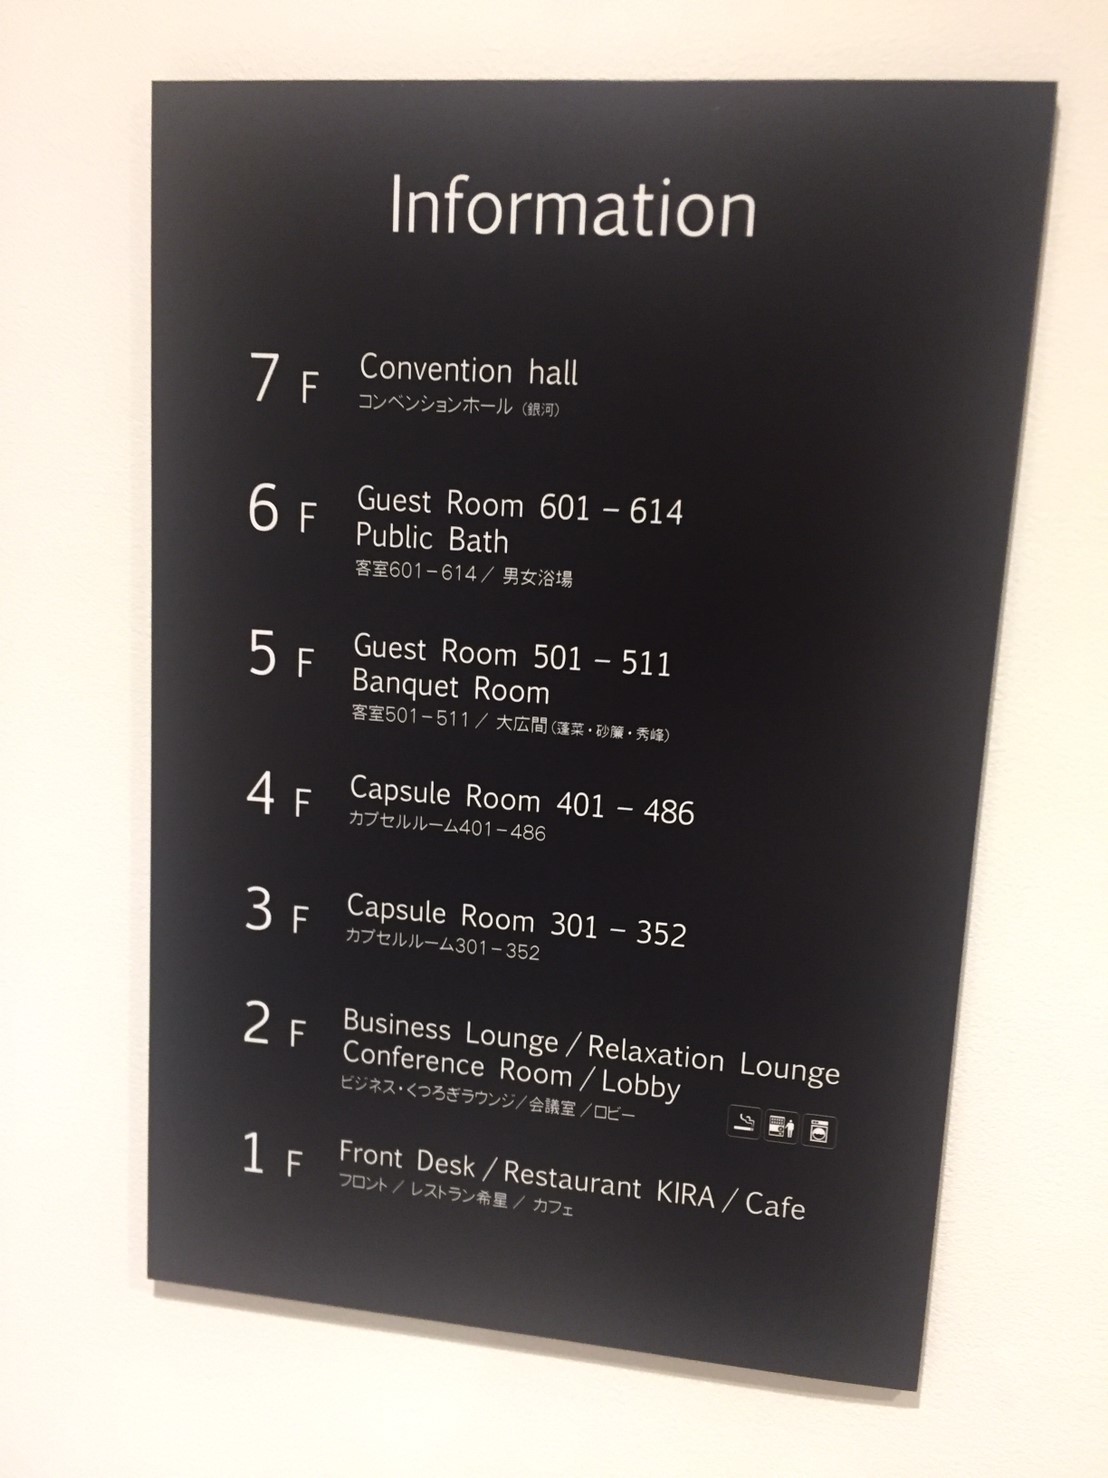 Information
7 F
Convention hall
コンベンションホール（銀河）
6 F
Guest Room 601 – 614
Public Bath
客室601－614／ 男女浴場
5 F
Guest Room 501 – 511
Banquet Room
客室501－511／ 大広間（蓬菜・砂簾・秀峰）
4 F
Capsule Room 401 – 486
カプセルルーム401－486
3 F
Capsule Room 301 – 352
カプセルルーム301－352
2 F
Business Lounge / Relaxation Lounge
Conference Room / Lobby
ビジネス・くつろぎラウンジ／会議室／ロビー
1 F
Front Desk / Restaurant KIRA / Cafe
フロント／ レストラン希星／ カフェ